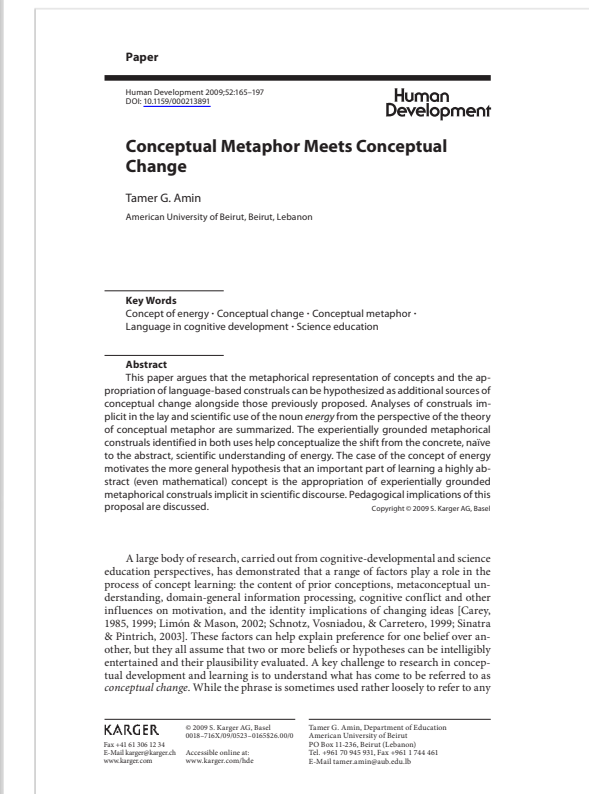 Paper
Human Development 2009;52:165–197
DOI: 10.1159/000213891
Human
Development
Conceptual Metaphor Meets Conceptual
Change
Tamer G. Amin
American University of Beirut, Beirut, Lebanon
Key Words
Concept of energy · Conceptual change · Conceptual metaphor ·
Language in cognitive development · Science education
Abstract
This paper argues that the metaphorical representation of concepts and the ap-
propriation of language-based construals can be hypothesized as additional sources of
conceptual change alongside those previously proposed. Analyses of construals im-
plicit in the lay and scientific use of the noun energy from the perspective of the theory
of conceptual metaphor are summarized. The experientially grounded metaphorical
construals identified in both uses help conceptualize the shift from the concrete, naïve
to the abstract, scientific understanding of energy. The case of the concept of energy
motivates the more general hypothesis that an important part of learning a highly ab-
stract (even mathematical) concept is the appropriation of experientially grounded
metaphorical construals implicit in scientific discourse. Pedagogical implications of this
proposal are discussed. Copyright © 2009 S. Karger AG, Basel
A large body of research, carried out from cognitive-developmental and science
education perspectives, has demonstrated that a range of factors play a role in the
process of concept learning: the content of prior conceptions, metaconceptual un-
derstanding, domain-general information processing, cognitive conflict and other
influences on motivation, and the identity implications of changing ideas [Carey,
1985, 1999; Limón & Mason, 2002; Schnotz, Vosniadou, & Carretero, 1999; Sinatra
& Pintrich, 2003]. These factors can help explain preference for one belief over an-
other, but they all assume that two or more beliefs or hypotheses can be intelligibly
entertained and their plausibility evaluated. A key challenge to research in concep-
tual development and learning is to understand what has come to be referred to as
conceptual change. While the phrase is sometimes used rather loosely to refer to any
KARGER
Fax +41 61 306 12 34
E-Mail karger@karger.ch
www.karger.com
© 2009 S. Karger AG, Basel
0018–716X/09/0523–0165$26.00/0
Accessible online at:
www.karger.com/hde
Tamer G. Amin, Department of Education
American University of Beirut
PO Box 11-236, Beirut (Lebanon)
Tel. +961 70 945 931, Fax +961 1 744 461
E-Mail tamer.amin@aub.edu.lb